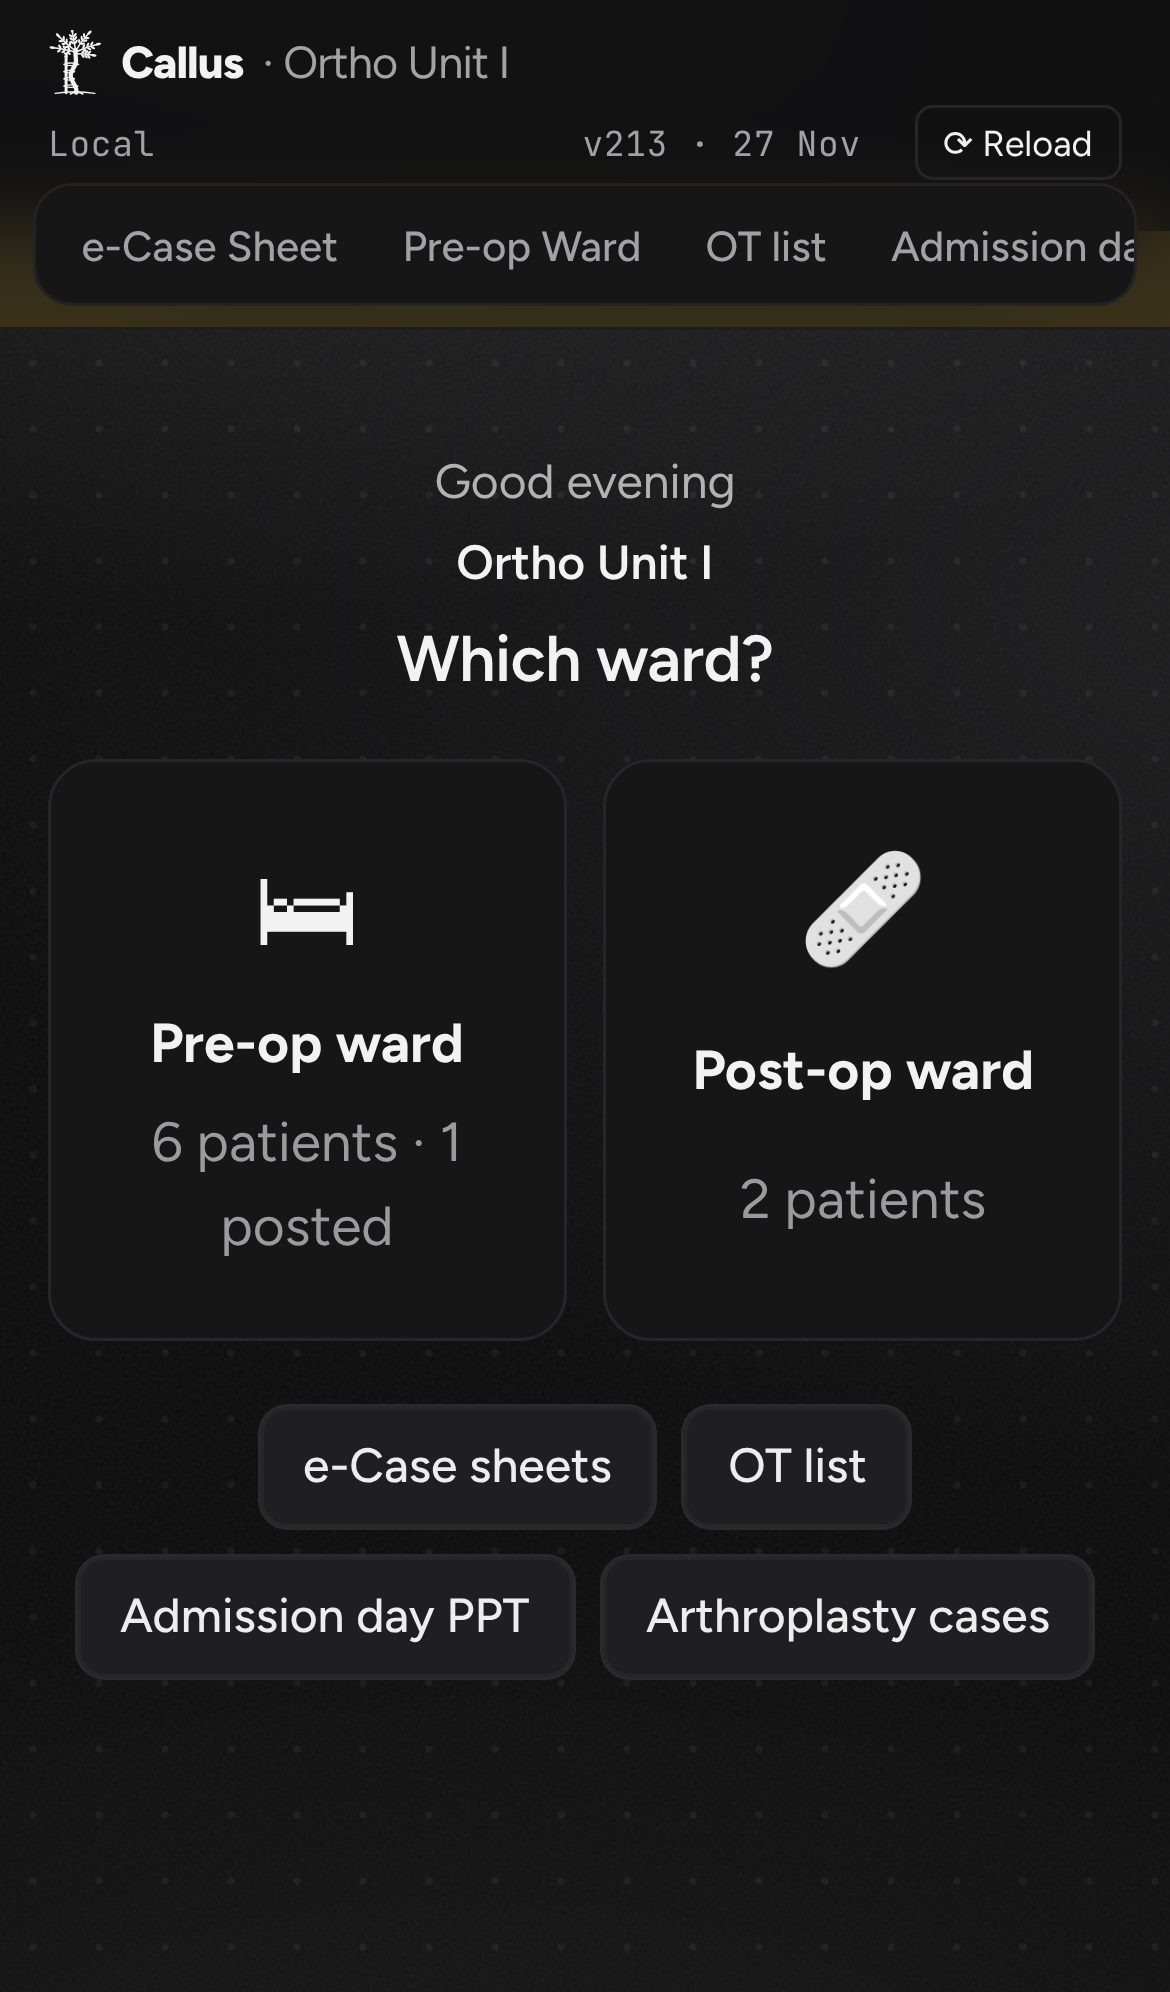 Callus · Ortho Unit I
Local v213 · 27 Nov ⟳ Reload
e-Case Sheet Pre-op Ward OT list Admission da
Good evening
Ortho Unit I
Which ward?
Pre-op ward
6 patients · 1
posted
Post-op ward
2 patients
e-Case sheets OT list
Admission day PPT Arthroplasty cases